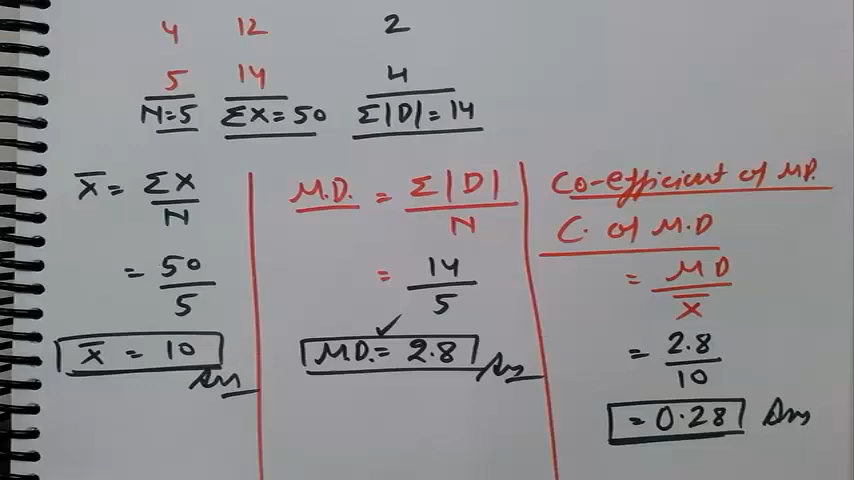 4 12 2
5 14 4
N=5 ΣX=50 Σ|D|=14
X̄ = ΣX/N
= 50/5
X̄ = 10
Ans
M.D. = Σ|D|/N
= 14/5
M.D.= 2.8 Ans
Co-efficient of M.D.
C. of M.D
= MD/X̄
= 2.8/10
= 0.28 Ans